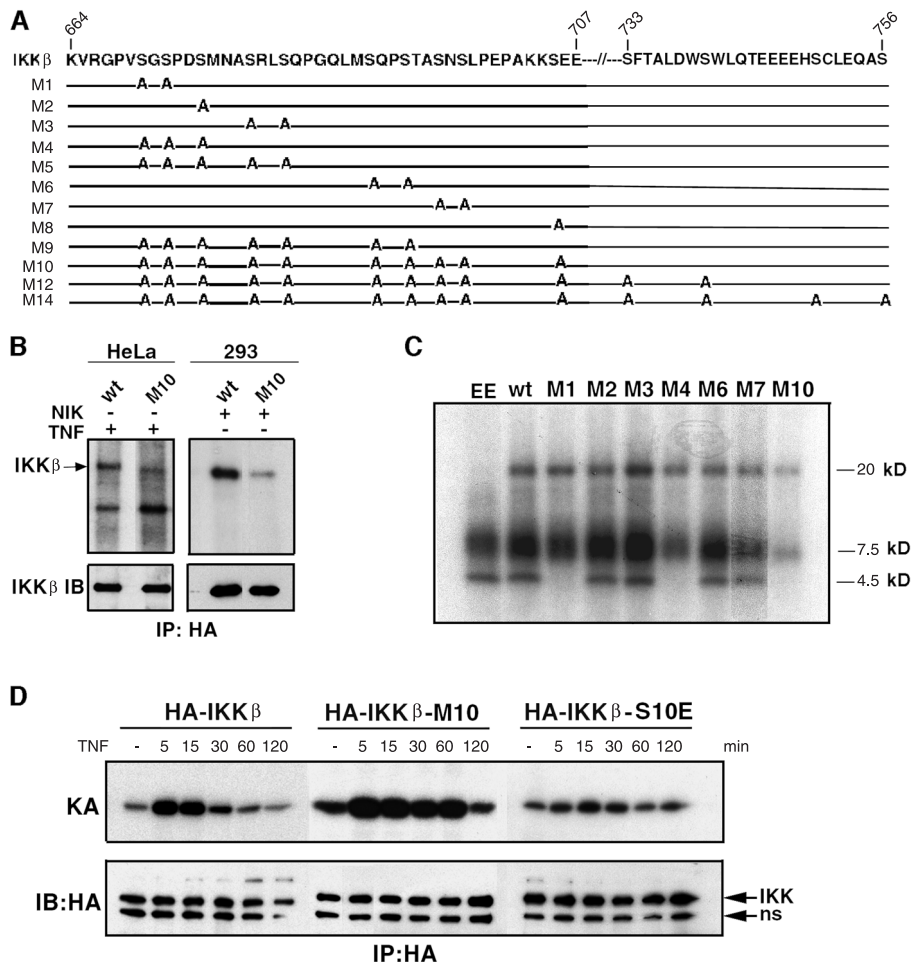 A
664 707 733 756
IKKβ KVRGPVSGSPDSMNASRLSQPGQLMSQPSTASNSLPEPAKKSEE---//---SFTALDWSWLQTEEEEHSCLEQAS
M1 A A
M2 A
M3 A A
M4 A A A
M5 A A A A A
M6 A A
M7 A A
M8 A
M9 A A A A A A A
M10 A A A A A A A A A A
M12 A A A A A A A A A A A A
M14 A A A A A A A A A A A A A A
B
HeLa 293
wt M10 wt M10
NIK - - + +
TNF + + - -
IKKβ
IKKβ IB
IP: HA
C
EE wt M1 M2 M3 M4 M6 M7 M10
20 kD
7.5 kD
4.5 kD
D
HA-IKKβ HA-IKKβ-M10 HA-IKKβ-S10E
TNF - 5 15 30 60 120 - 5 15 30 60 120 - 5 15 30 60 120 min
KA
IB:HA
IKK
ns
IP:HA